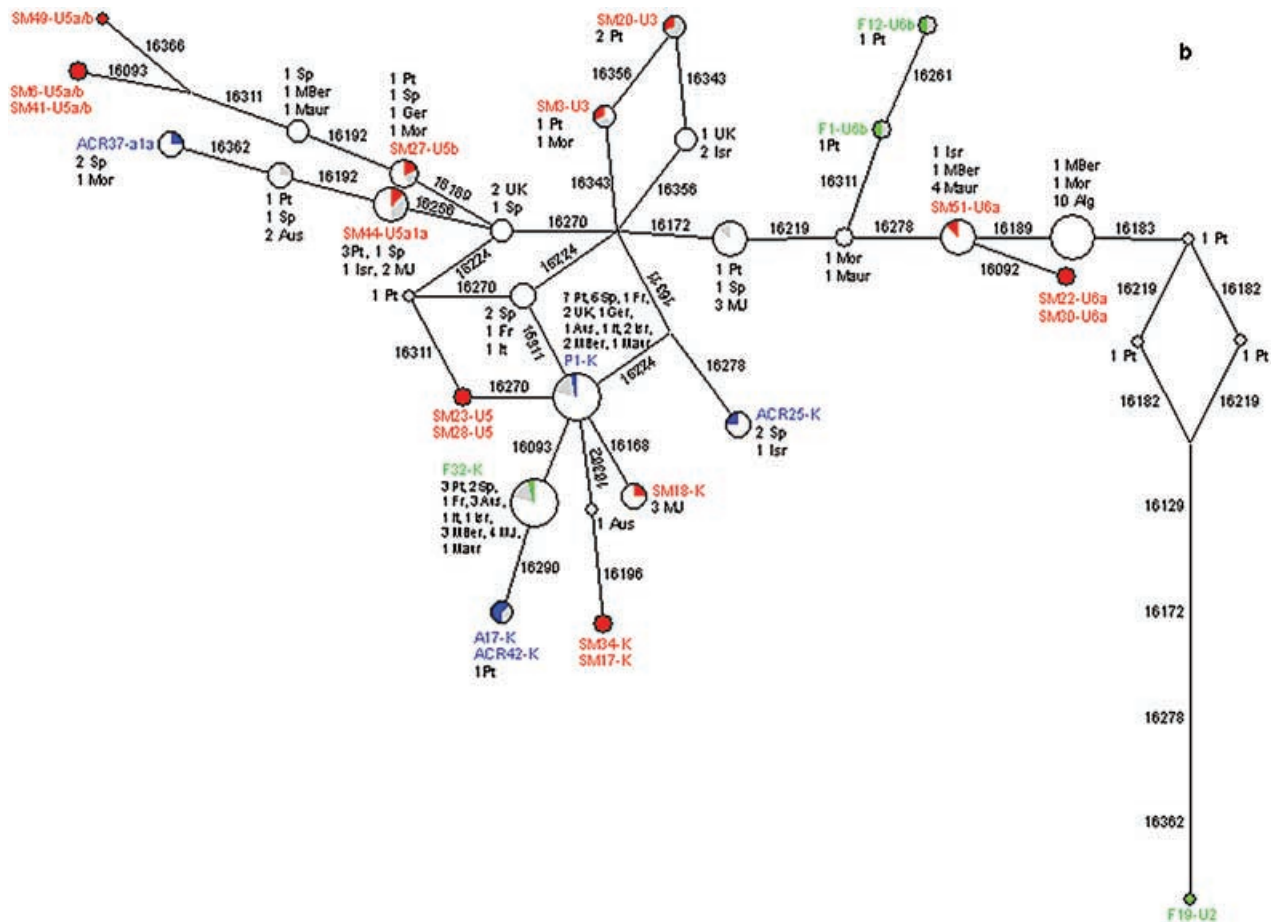 SM49-U5a/b
16366
16093
SM6-U5a/b
SM41-U5a/b
16311
1 Sp
1 MBer
1 Maur
16192
1 Pt
1 Sp
1 Ger
1 Mor
SM27-U5b
16189
ACR37-a1a
2 Sp
1 Mor
16362
1 Pt
1 Sp
2 Aus
16192
16256
SM44-U5a1a
3Pt, 1 Sp
1 Isr, 2 MJ
2 UK
1 Sp
16270
16224
16224
1 Pt
16270
2 Sp
1 Fr
1 It
16311
16311
16270
SM23-U5
SM28-U5
SM20-U3
2 Pt
16356
16343
SM3-U3
1 Pt
1 Mor
1 UK
2 Isr
16343
16356
16172
1 Pt
1 Sp
3 MJ
16311
7 Pt, 6 Sp, 1 Fr,
2 UK, 1 Ger,
1 Aus, 1 It, 2 Isr,
2 MBer, 1 Maur
P1-K
16224
16278
ACR25-K
2 Sp
1 Isr
16093
16302
16168
F32-K
3 Pt, 2 Sp,
1 Fr, 3 Aus,
1 It, 1 Isr,
3 MBer, 4 MJ,
1 Maur
SM18-K
3 MJ
1 Aus
16290
16196
A17-K
ACR42-K
1Pt
SM34-K
SM17-K
F12-U6b
1 Pt
16261
F1-U6b
1Pt
16311
16219
1 Mor
1 Maur
16278
1 Isr
1 MBer
4 Maur
SM51-U6a
16189
16092
SM22-U6a
SM30-U6a
1 MBer
1 Mor
10 Alg
16183
1 Pt
16219
16182
1 Pt
1 Pt
16182
16219
16129
16172
16278
16362
F19-U2
b